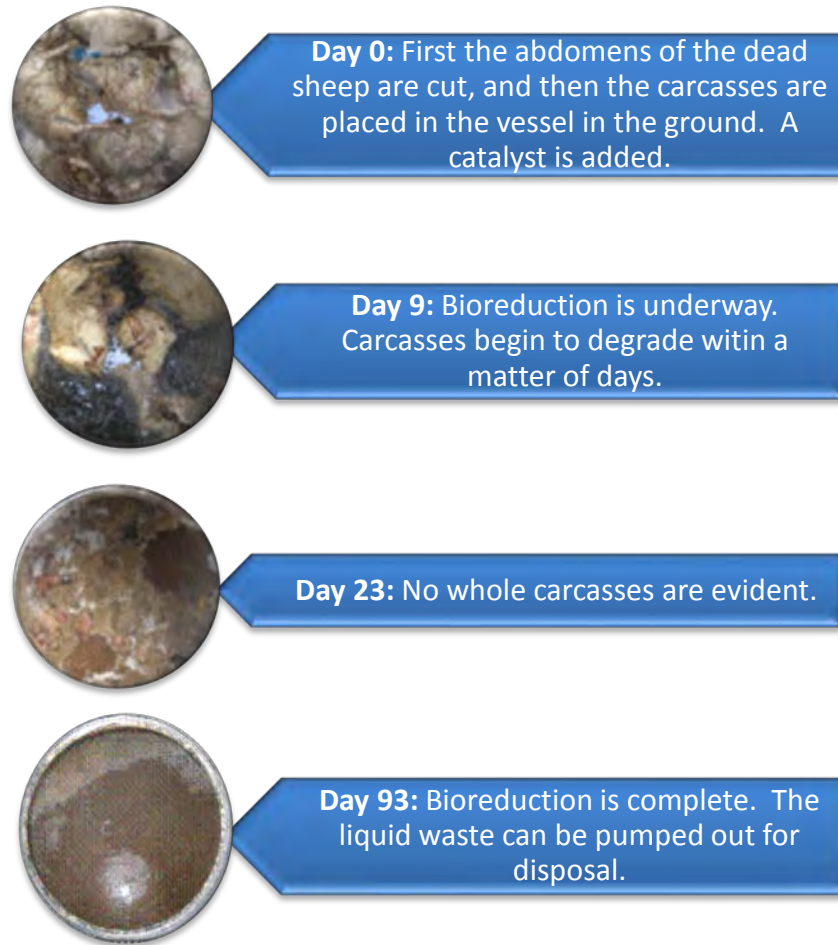 Day 0: First the abdomens of the dead
sheep are cut, and then the carcasses are
placed in the vessel in the ground. A
catalyst is added.
Day 9: Bioreduction is underway.
Carcasses begin to degrade witin a
matter of days.
Day 23: No whole carcasses are evident.
Day 93: Bioreduction is complete. The
liquid waste can be pumped out for
disposal.